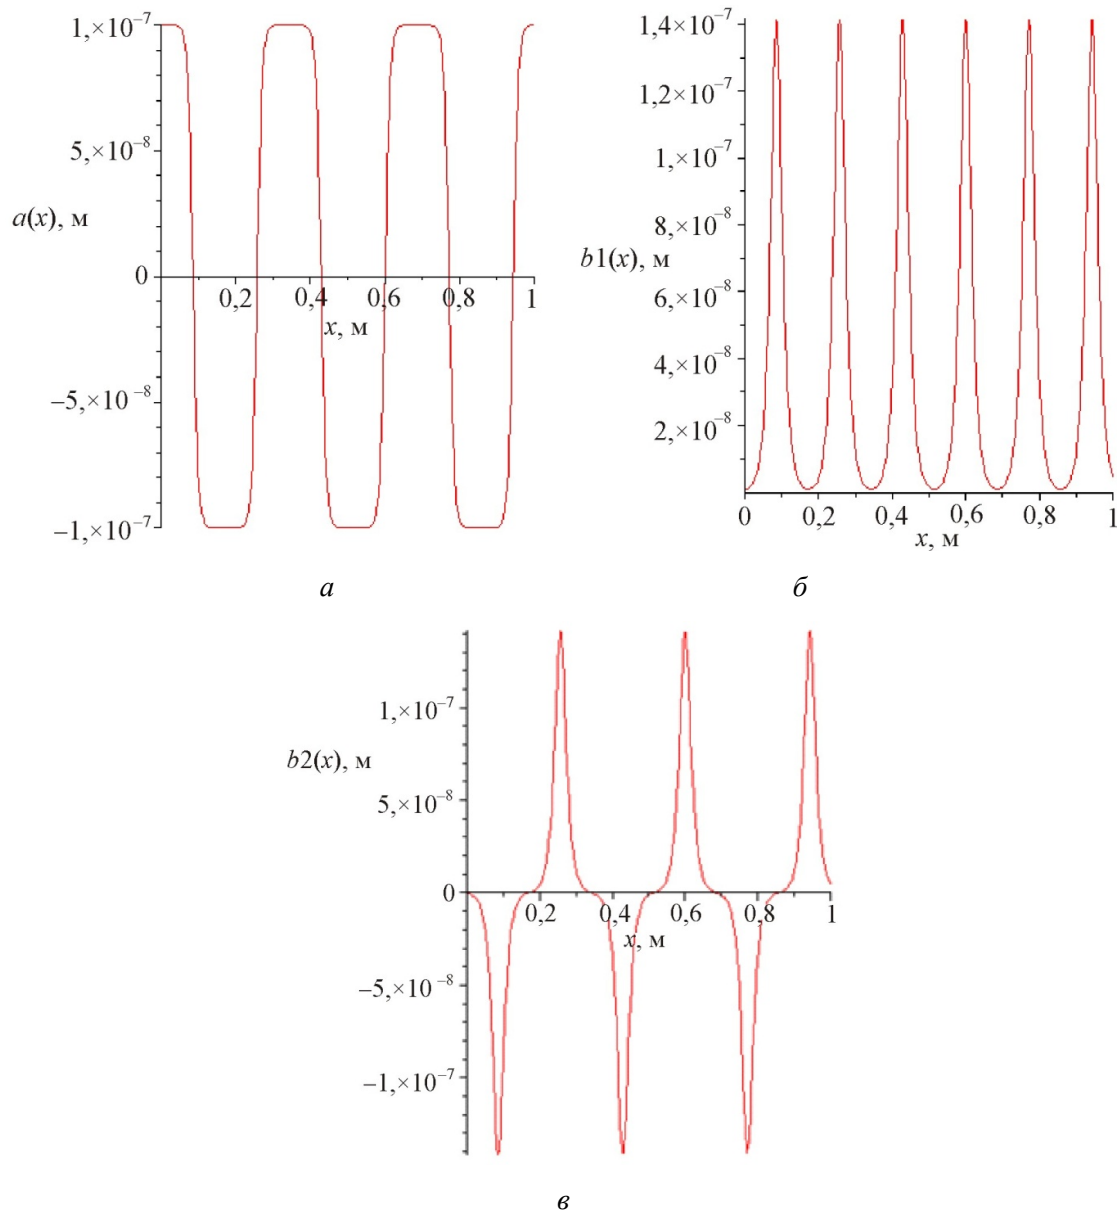 1,×10⁻⁷
5,×10⁻⁸
a(x), м
0
0,2 0,4 0,6 0,8 1
x, м
–5,×10⁻⁸
–1,×10⁻⁷
а
1,4×10⁻⁷
1,2×10⁻⁷
1,×10⁻⁷
8,×10⁻⁸
b1(x), м
6,×10⁻⁸
4,×10⁻⁸
2,×10⁻⁸
0 0,2 0,4 0,6 0,8 1
x, м
б
1,×10⁻⁷
b2(x), м
5,×10⁻⁸
0
0,2 0,4 0,6 0,8 1
x, м
–5,×10⁻⁸
–1,×10⁻⁷
в